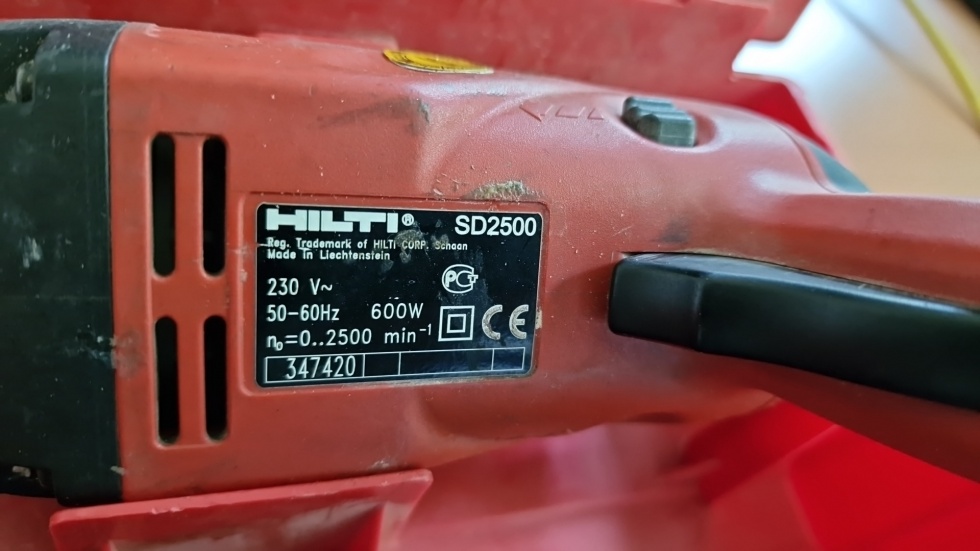 HILTI® SD2500
Reg. Trademark of HILTI CORP. Schaan
Made in Liechtenstein
230 V~
PCT
50-60Hz 600W
CE
n₀=0..2500 min⁻¹
347420